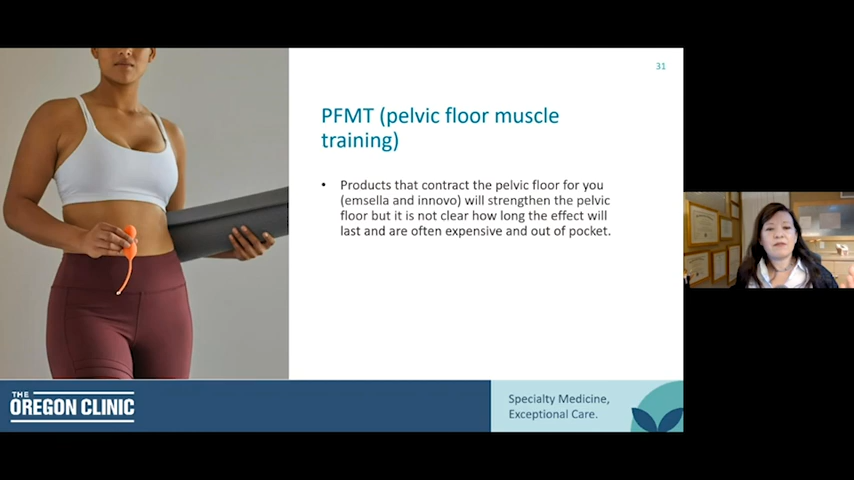 31
PFMT (pelvic floor muscle
training)
• Products that contract the pelvic floor for you
(emsella and innovo) will strengthen the pelvic
floor but it is not clear how long the effect will
last and are often expensive and out of pocket.
THE
OREGON CLINIC
Specialty Medicine,
Exceptional Care.